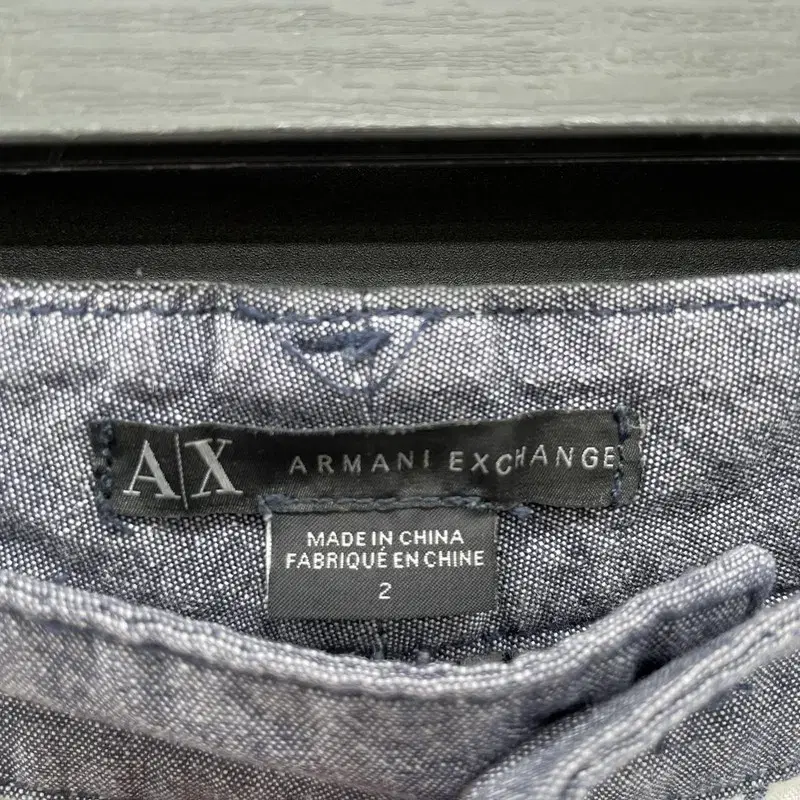 A|X ARMANI EXCHANGE
MADE IN CHINA
FABRIQUÉ EN CHINE
2